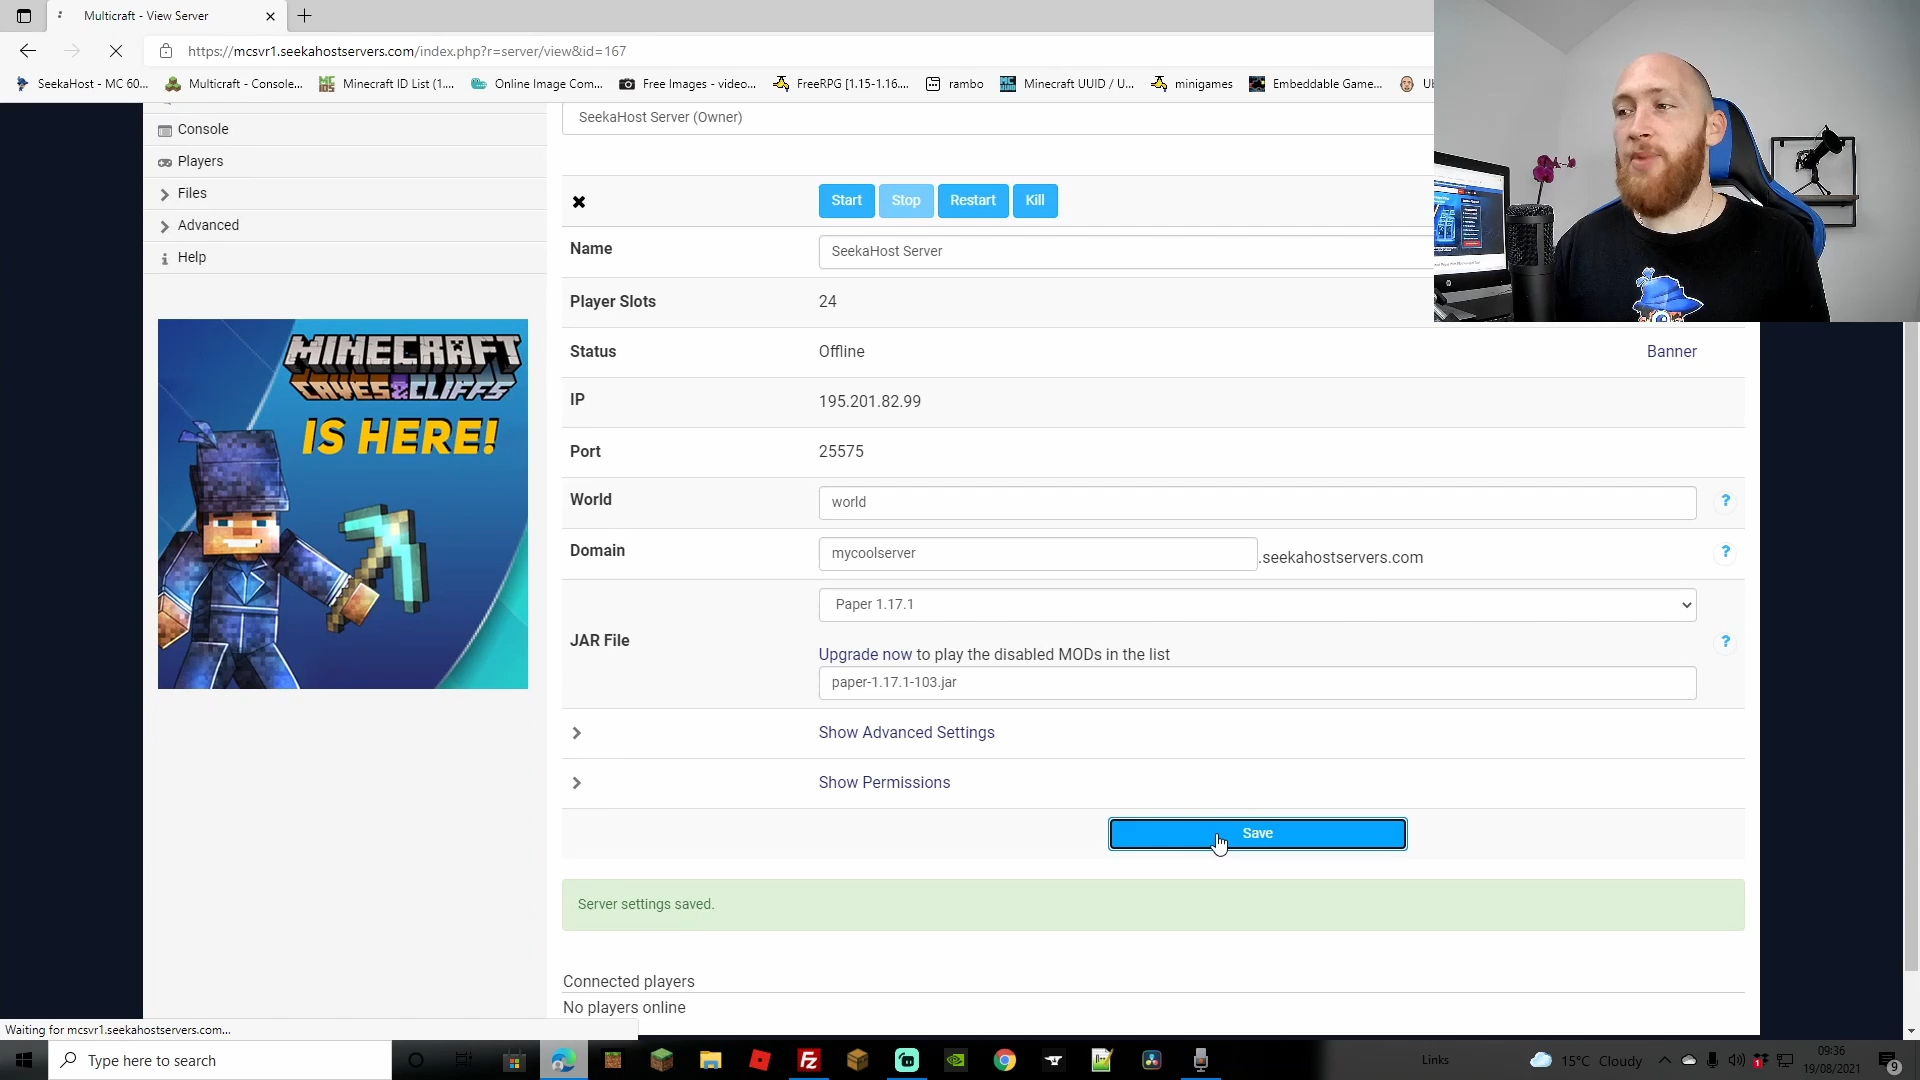 Multicraft - View Server
https://mcsvr1.seekahostservers.com/index.php?r=server/view&id=167
SeekaHost - MC 60...
Multicraft - Console...
Minecraft ID List (1....
Online Image Com...
Free Images - video...
FreeRPG [1.15-1.16....
rambo
Minecraft UUID / U...
minigames
Embeddable Game...
Console
Players
Files
Advanced
Help
MINECRAFT
CAVES & CLIFFS
IS HERE!
SeekaHost Server (Owner)
Start Stop Restart Kill
Name SeekaHost Server
Player Slots 24
Status Offline Banner
IP 195.201.82.99
Port 25575
World world ?
Domain mycoolserver .seekahostservers.com ?
Paper 1.17.1
JAR File ?
Upgrade now to play the disabled MODs in the list
paper-1.17.1-103.jar
Show Advanced Settings
Show Permissions
Save
Server settings saved.
Connected players
No players online
Waiting for mcsvr1.seekahostservers.com...
Type here to search
Links
15°C Cloudy
09:36
19/08/2021
9